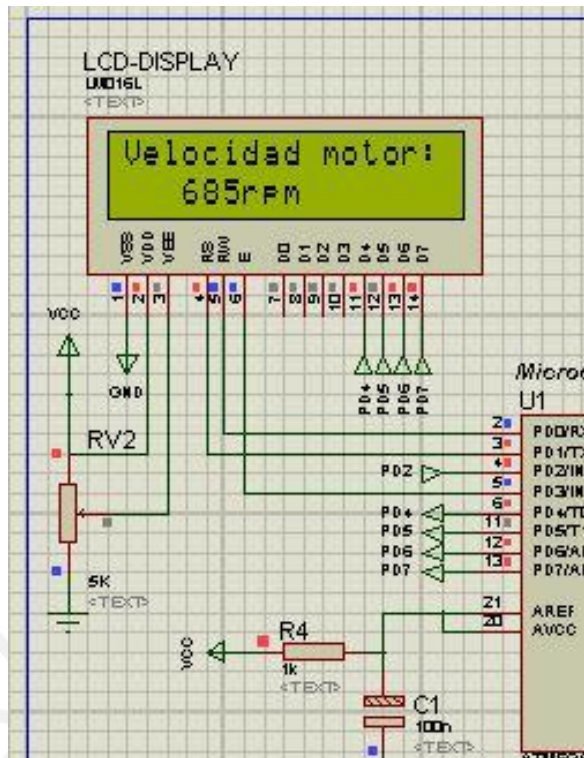 LCD-DISPLAY
LM016L
<TEXT>
Velocidad motor:
685rpm
VSS VDD VEE RS RW E D0 D1 D2 D3 D4 D5 D6 D7
1 2 3 4 5 6 7 8 9 10 11 12 13 14
VCC
GND
PD4 PD5 PD6 PD7
RV2
5K
<TEXT>
U1
2 PD0/RX
3 PD1/TX
PD2 4 PD2/IN
5 PD3/IN
PD4 6 PD4/T0
PD5 11 PD5/T1
PD6 12 PD6/AI
PD7 13 PD7/AI
21 AREF
20 AVCC
VCC
R4
1k
<TEXT>
C1
100n
<TEXT>